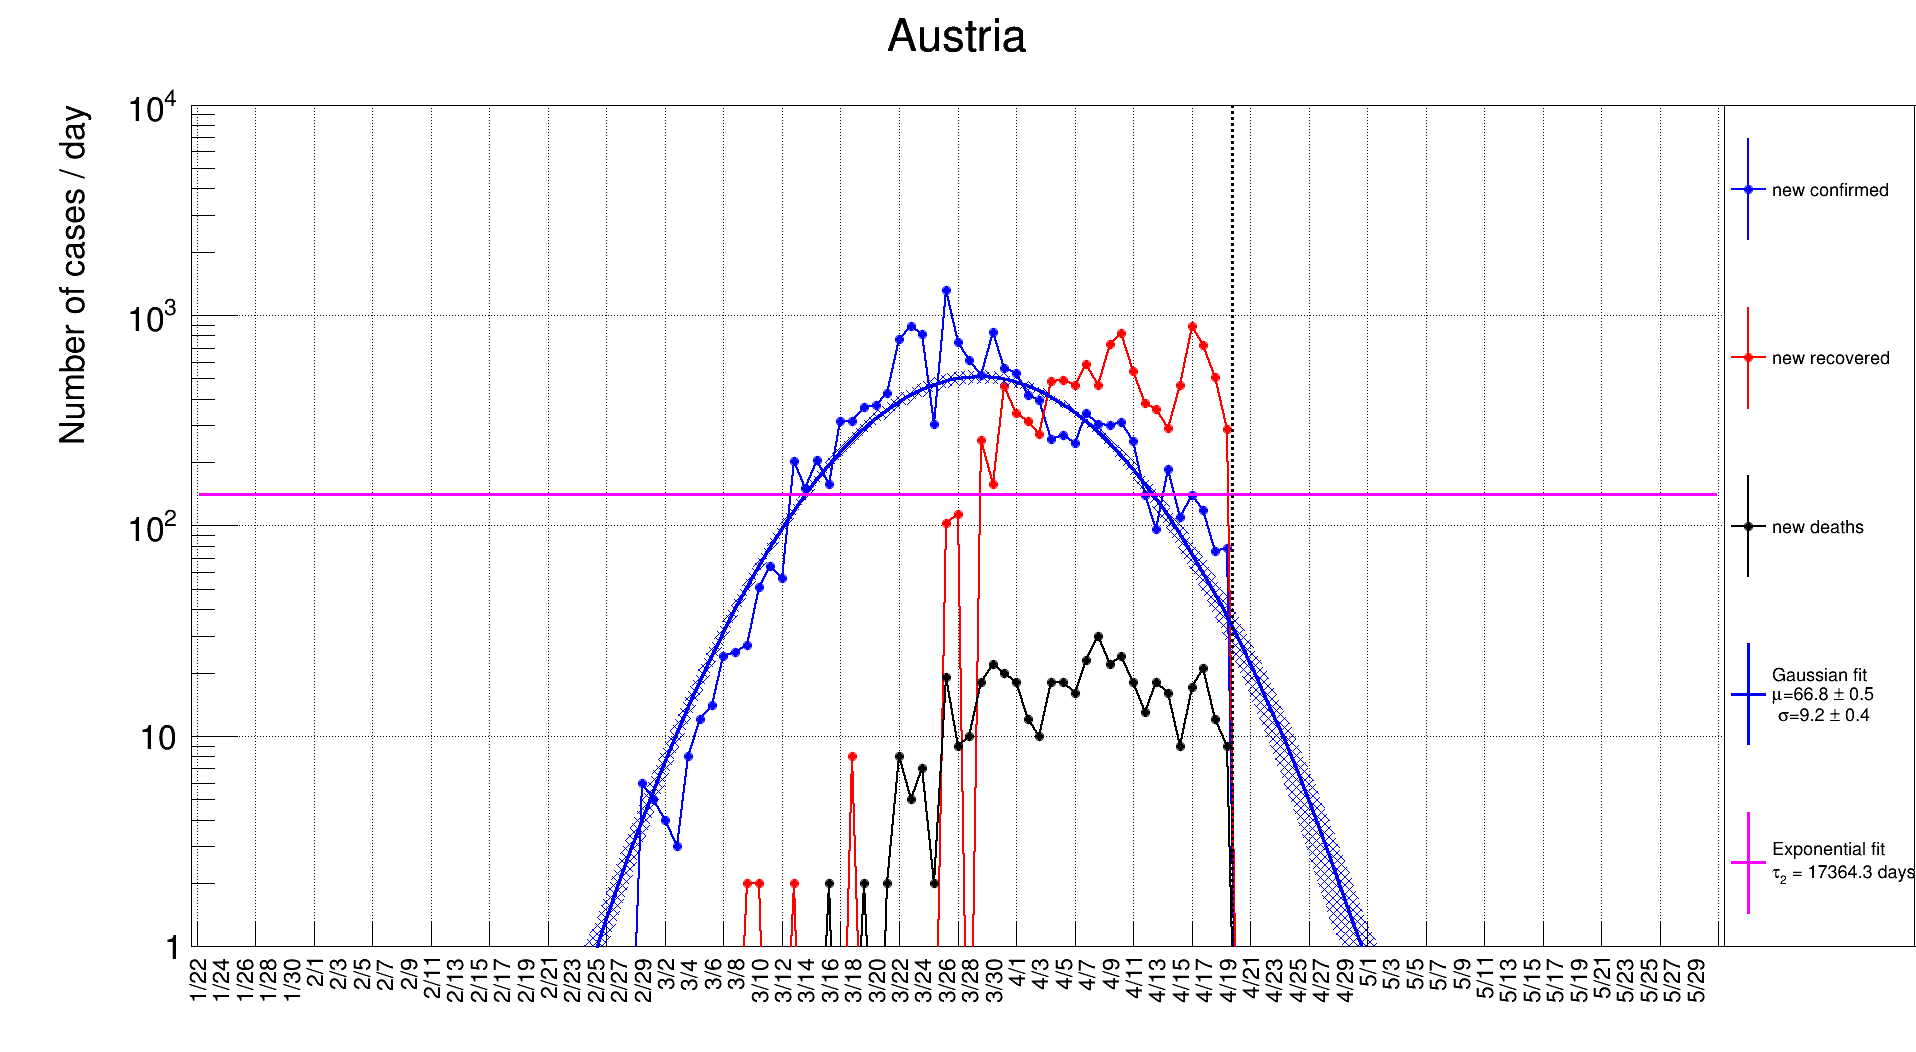 Austria
Number of cases / day
10^4
10^3
10^2
10
1
1/22 1/24 1/26 1/28 1/30 2/1 2/3 2/5 2/7 2/9 2/11 2/13 2/15 2/17 2/19 2/21 2/23 2/25 2/27 2/29 3/2 3/4 3/6 3/8 3/10 3/12 3/14 3/16 3/18 3/20 3/22 3/24 3/26 3/28 3/30 4/1 4/3 4/5 4/7 4/9 4/11 4/13 4/15 4/17 4/19 4/21 4/23 4/25 4/27 4/29 5/1 5/3 5/5 5/7 5/9 5/11 5/13 5/15 5/17 5/19 5/21 5/23 5/25 5/27 5/29
new confirmed
new recovered
new deaths
Gaussian fit
μ=66.8 ± 0.5
σ=9.2 ± 0.4
Exponential fit
τ₂ = 17364.3 days